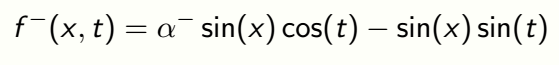 f⁻(x, t) = α⁻ sin(x) cos(t) − sin(x) sin(t)